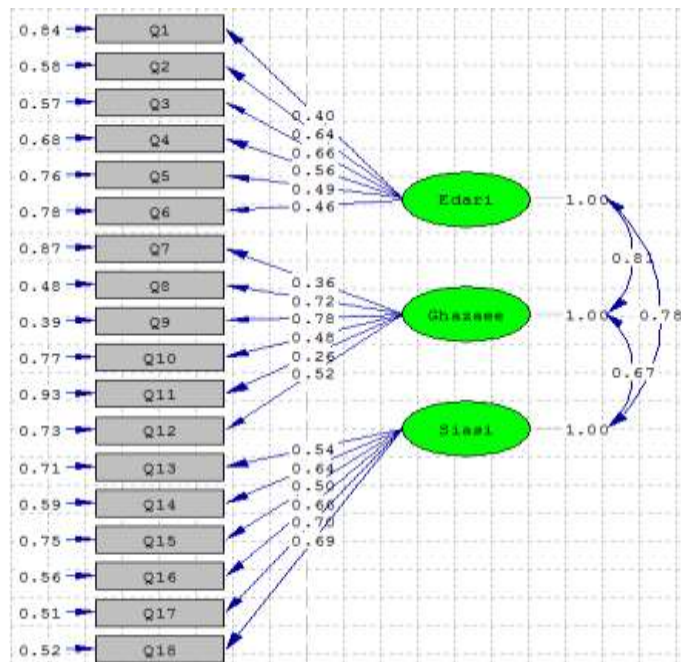 0.84 Q1
0.58 Q2
0.57 Q3
0.68 Q4
0.76 Q5
0.78 Q6
0.87 Q7
0.48 Q8
0.39 Q9
0.77 Q10
0.93 Q11
0.73 Q12
0.71 Q13
0.59 Q14
0.75 Q15
0.56 Q16
0.51 Q17
0.52 Q18
0.40
0.64
0.66
0.56
0.49
0.46
0.36
0.72
0.78
0.48
0.26
0.52
0.54
0.64
0.50
0.66
0.70
0.69
Edari 1.00
Ghazaee 1.00
Siasi 1.00
0.81
0.78
0.67